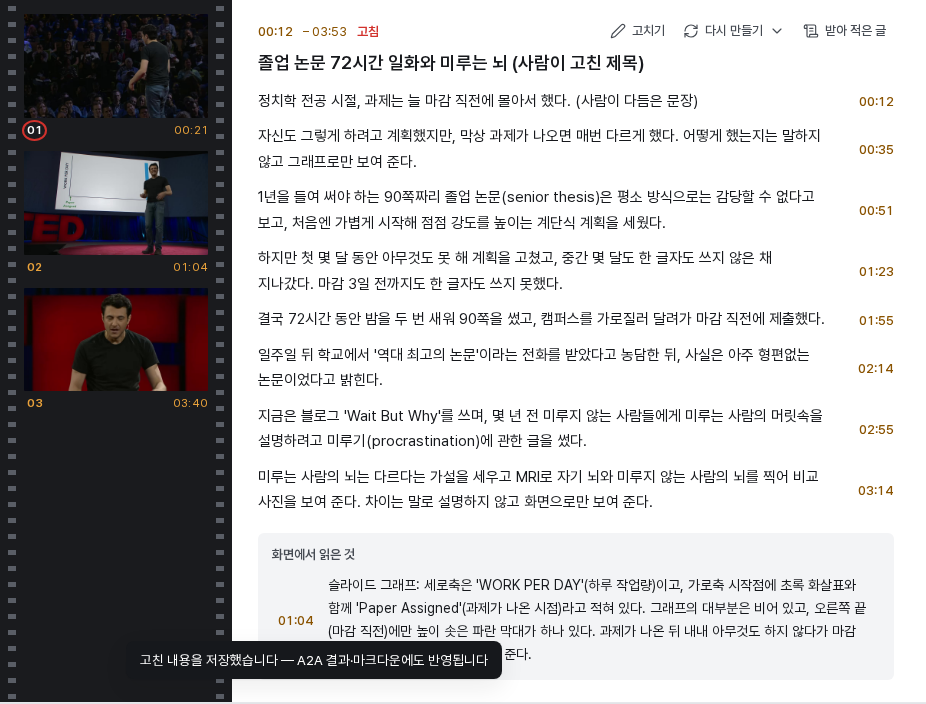 01 00:21
WORK PER DAY
TED
02 01:04
03 03:40
00:12 – 03:53 고침
고치기 다시 만들기 받아 적은 글
졸업 논문 72시간 일화와 미루는 뇌 (사람이 고친 제목)
정치학 전공 시절, 과제는 늘 마감 직전에 몰아서 했다. (사람이 다듬은 문장) 00:12
자신도 그렇게 하려고 계획했지만, 막상 과제가 나오면 매번 다르게 했다. 어떻게 했는지는 말하지
않고 그래프로만 보여 준다. 00:35
1년을 들여 써야 하는 90쪽짜리 졸업 논문(senior thesis)은 평소 방식으로는 감당할 수 없다고
보고, 처음엔 가볍게 시작해 점점 강도를 높이는 계단식 계획을 세웠다. 00:51
하지만 첫 몇 달 동안 아무것도 못 해 계획을 고쳤고, 중간 몇 달도 한 글자도 쓰지 않은 채
지나갔다. 마감 3일 전까지도 한 글자도 쓰지 못했다. 01:23
결국 72시간 동안 밤을 두 번 새워 90쪽을 썼고, 캠퍼스를 가로질러 달려가 마감 직전에 제출했다. 01:55
일주일 뒤 학교에서 '역대 최고의 논문'이라는 전화를 받았다고 농담한 뒤, 사실은 아주 형편없는
논문이었다고 밝힌다. 02:14
지금은 블로그 'Wait But Why'를 쓰며, 몇 년 전 미루지 않는 사람들에게 미루는 사람의 머릿속을
설명하려고 미루기(procrastination)에 관한 글을 썼다. 02:55
미루는 사람의 뇌는 다르다는 가설을 세우고 MRI로 자기 뇌와 미루지 않는 사람의 뇌를 찍어 비교
사진을 보여 준다. 차이는 말로 설명하지 않고 화면으로만 보여 준다. 03:14
화면에서 읽은 것
01:04
슬라이드 그래프: 세로축은 'WORK PER DAY'(하루 작업량)이고, 가로축 시작점에 초록 화살표와
함께 'Paper Assigned'(과제가 나온 시점)라고 적혀 있다. 그래프의 대부분은 비어 있고, 오른쪽 끝
(마감 직전)에만 높이 솟은 파란 막대가 하나 있다. 과제가 나온 뒤 내내 아무것도 하지 않다가 마감
준다.
고친 내용을 저장했습니다 — A2A 결과·마크다운에도 반영됩니다